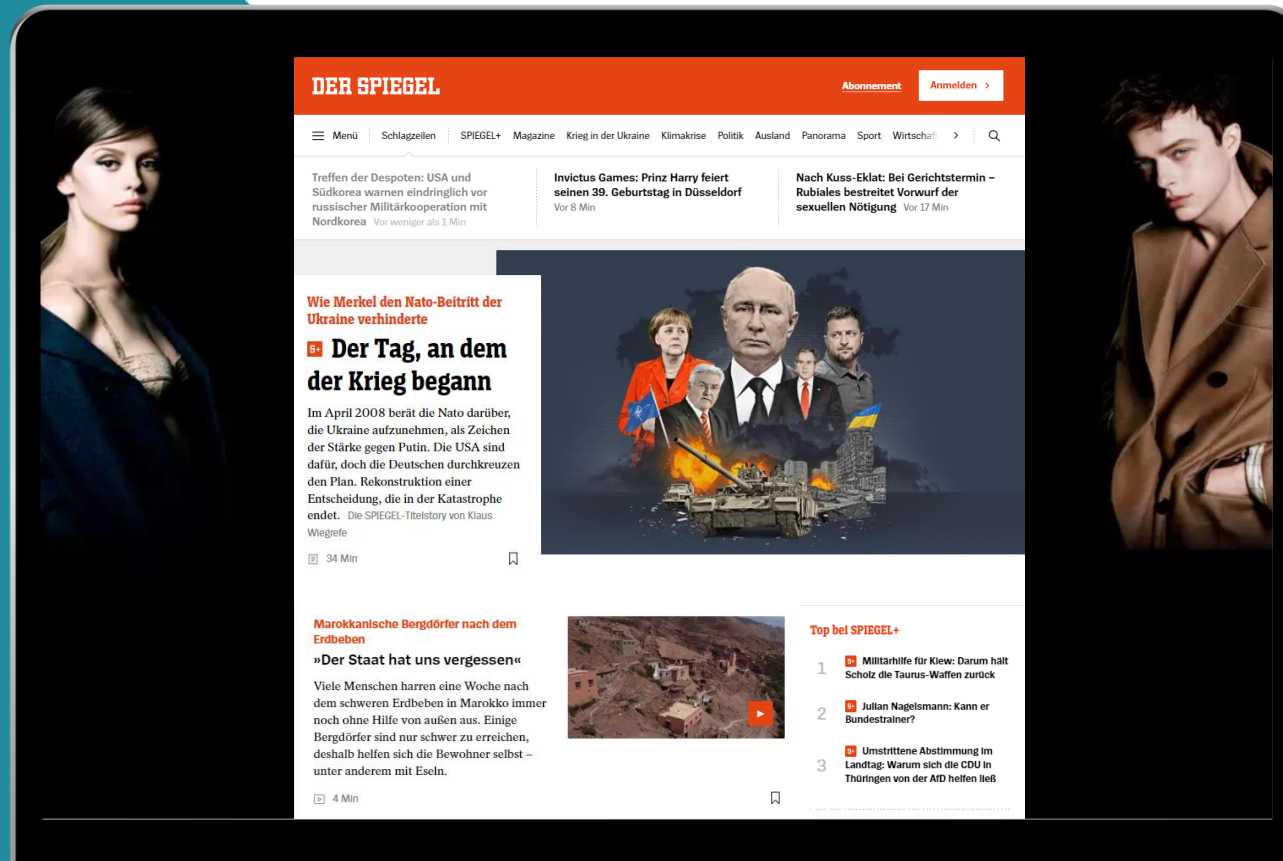 DER SPIEGEL
Abonnement
Anmelden
Menü
Schlagzeilen
SPIEGEL+ Magazine Krieg in der Ukraine Klimakrise Politik Ausland Panorama Sport Wirtschaf
Treffen der Despoten: USA und
Südkorea warnen eindringlich vor
russischer Militärkooperation mit
Nordkorea Vor weniger als 1 Min
Invictus Games: Prinz Harry feiert
seinen 39. Geburtstag in Düsseldorf
Vor 8 Min
Nach Kuss-Eklat: Bei Gerichtstermin –
Rubiales bestreitet Vorwurf der
sexuellen Nötigung Vor 17 Min
Wie Merkel den Nato-Beitritt der
Ukraine verhinderte
S+ Der Tag, an dem
der Krieg begann
Im April 2008 berät die Nato darüber,
die Ukraine aufzunehmen, als Zeichen
der Stärke gegen Putin. Die USA sind
dafür, doch die Deutschen durchkreuzen
den Plan. Rekonstruktion einer
Entscheidung, die in der Katastrophe
endet. Die SPIEGEL-Titelstory von Klaus
Wiegrefe
34 Min
Marokkanische Bergdörfer nach dem
Erdbeben
»Der Staat hat uns vergessen«
Viele Menschen harren eine Woche nach
dem schweren Erdbeben in Marokko immer
noch ohne Hilfe von außen aus. Einige
Bergdörfer sind nur schwer zu erreichen,
deshalb helfen sich die Bewohner selbst –
unter anderem mit Eseln.
4 Min
Top bei SPIEGEL+
1
S+ Militärhilfe für Kiew: Darum hält
Scholz die Taurus-Waffen zurück
2
S+ Julian Nagelsmann: Kann er
Bundestrainer?
3
S+ Umstrittene Abstimmung im
Landtag: Warum sich die CDU in
Thüringen von der AfD helfen ließ